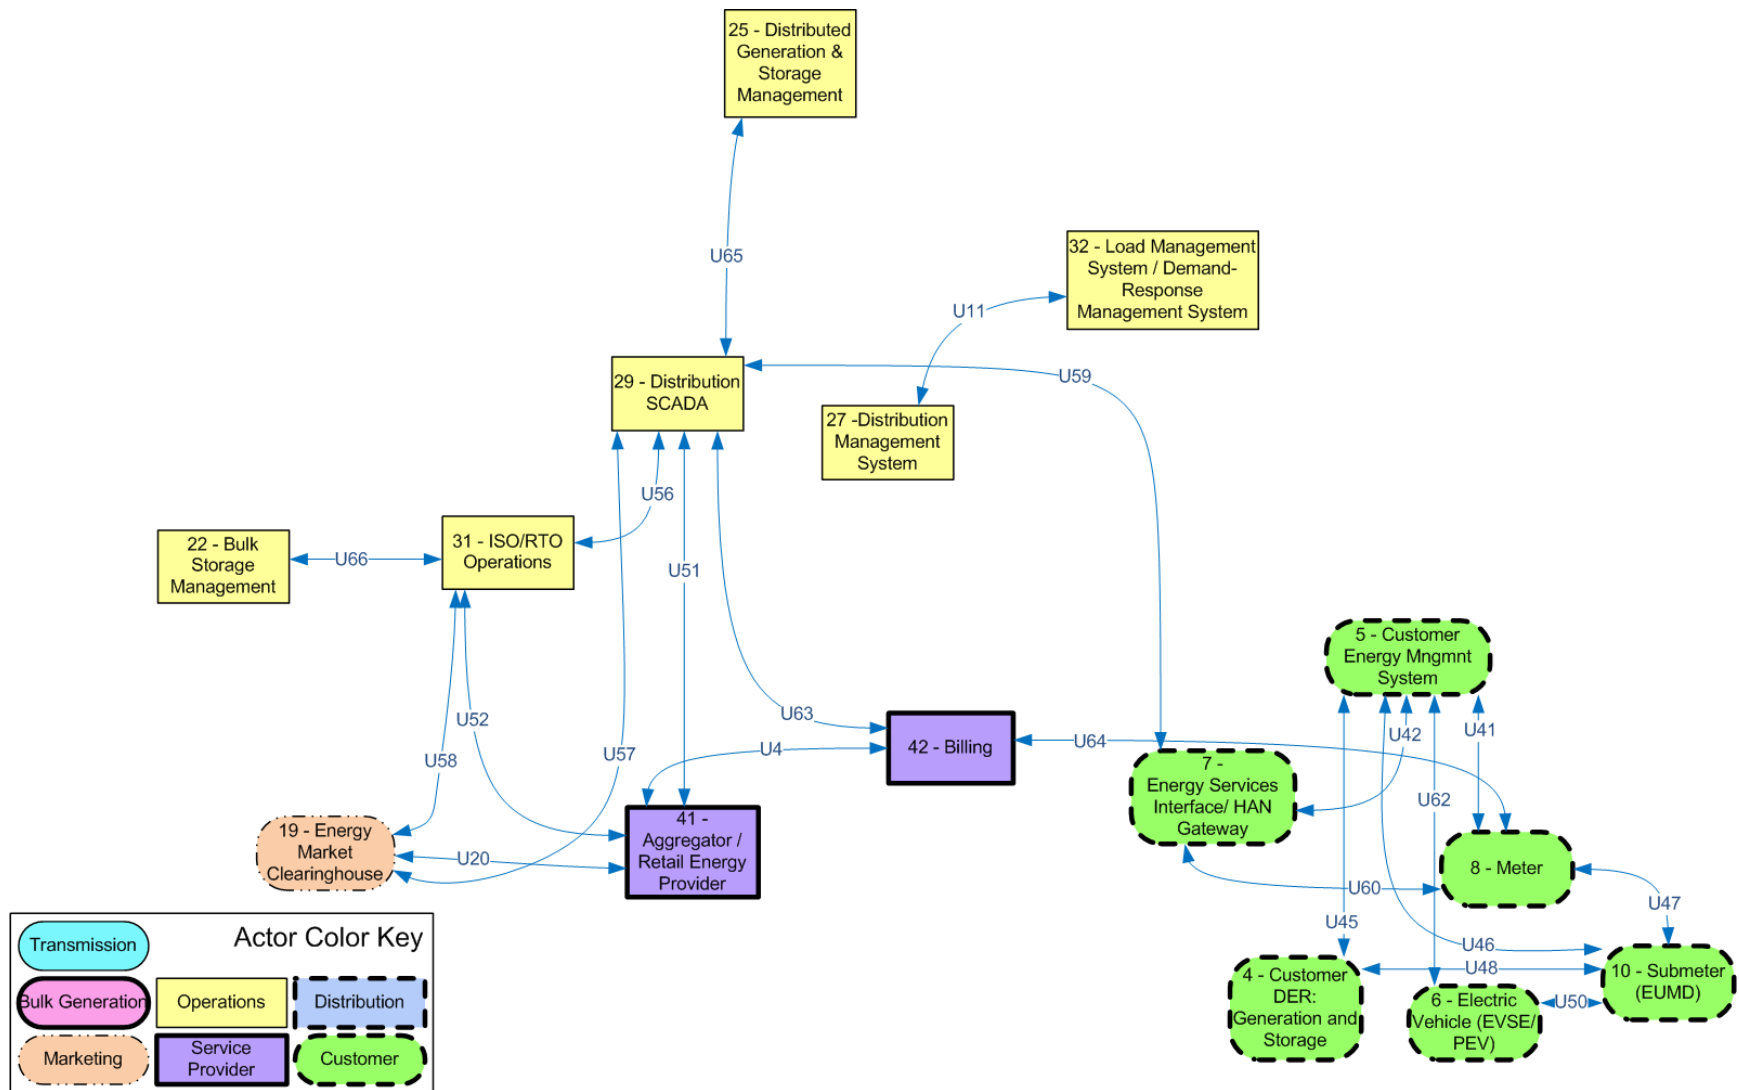 25 - Distributed
Generation &
Storage
Management
U65
32 - Load Management
System / Demand-
Response
Management System
U11
29 - Distribution
SCADA
U59
27 -Distribution
Management
System
U56
22 - Bulk
Storage
Management
U66
31 - ISO/RTO
Operations
U51
5 - Customer
Energy Mngmnt
System
U52
U63
U58
U57
U4
42 - Billing
U64
U42
U41
7 -
Energy Services
Interface/ HAN
Gateway
U62
19 - Energy
Market
Clearinghouse
U20
41 -
Aggregator /
Retail Energy
Provider
8 - Meter
U60
U47
U45
U46
U48
4 - Customer
DER:
Generation and
Storage
6 - Electric
Vehicle (EVSE/
PEV)
U50
10 - Submeter
(EUMD)
Actor Color Key
Transmission
Bulk Generation
Operations
Distribution
Marketing
Service
Provider
Customer